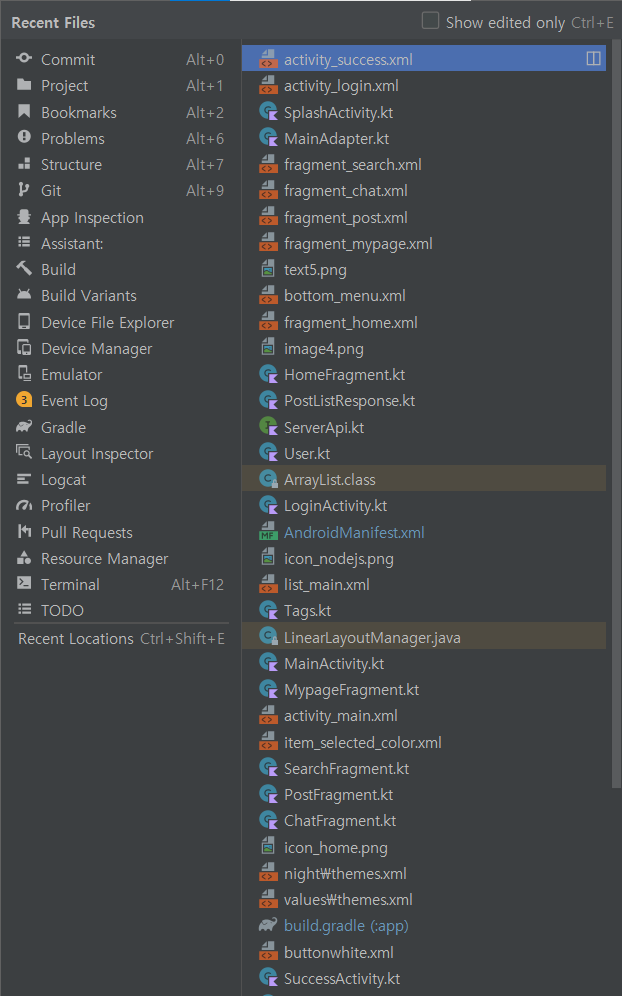 Recent Files
Show edited only Ctrl+E
Commit Alt+0
Project Alt+1
Bookmarks Alt+2
Problems Alt+6
Structure Alt+7
Git Alt+9
App Inspection
Assistant:
Build
Build Variants
Device File Explorer
Device Manager
Emulator
3 Event Log
Gradle
Layout Inspector
Logcat
Profiler
Pull Requests
Resource Manager
Terminal Alt+F12
TODO
Recent Locations Ctrl+Shift+E
activity_success.xml
activity_login.xml
SplashActivity.kt
MainAdapter.kt
fragment_search.xml
fragment_chat.xml
fragment_post.xml
fragment_mypage.xml
text5.png
bottom_menu.xml
fragment_home.xml
image4.png
HomeFragment.kt
PostListResponse.kt
ServerApi.kt
User.kt
ArrayList.class
LoginActivity.kt
MF AndroidManifest.xml
icon_nodejs.png
list_main.xml
Tags.kt
LinearLayoutManager.java
MainActivity.kt
MypageFragment.kt
activity_main.xml
item_selected_color.xml
SearchFragment.kt
PostFragment.kt
ChatFragment.kt
icon_home.png
night₩themes.xml
values₩themes.xml
build.gradle (:app)
buttonwhite.xml
SuccessActivity.kt